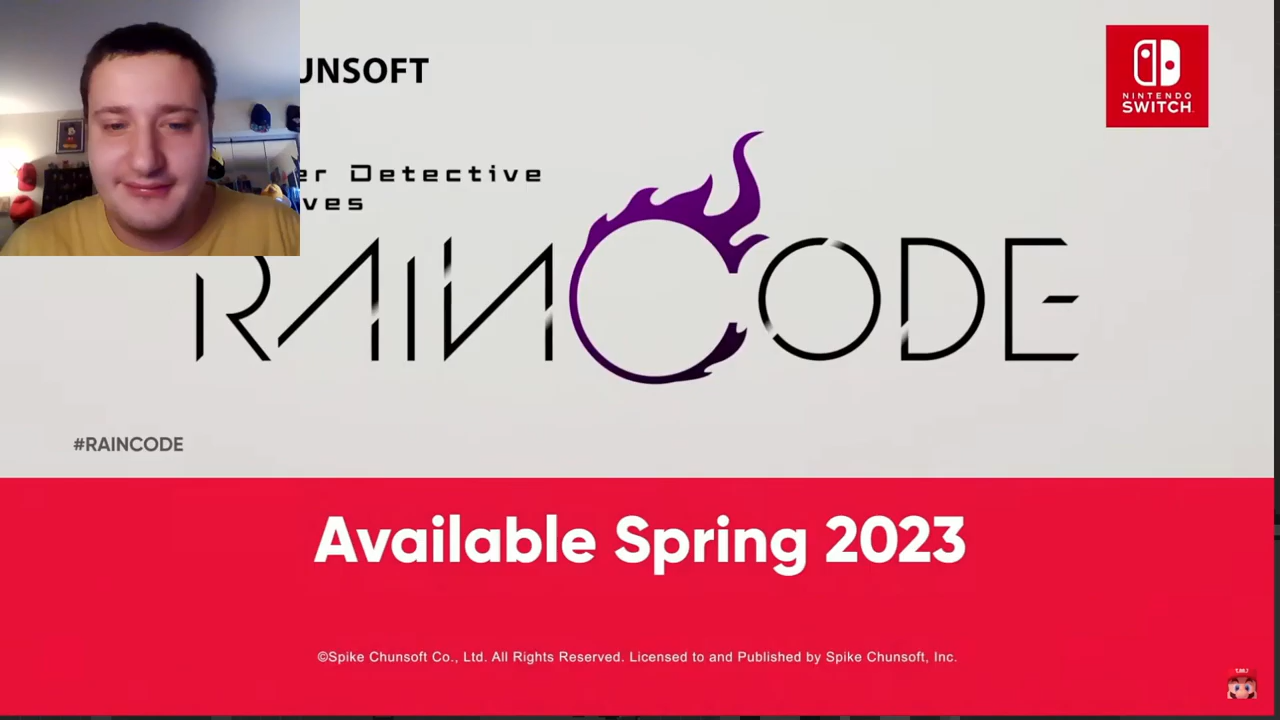 UNSOFT
NINTENDO
SWITCH
er Detective
ves
RAINCODE
#RAINCODE
Available Spring 2023
©Spike Chunsoft Co., Ltd. All Rights Reserved. Licensed to and Published by Spike Chunsoft, Inc.